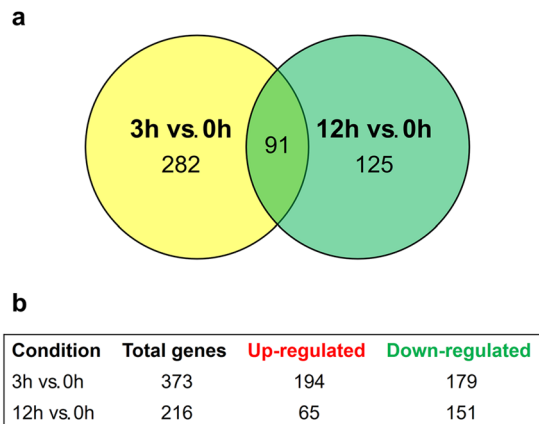 a
3h vs. 0h 12h vs. 0h
282 91 125
b
Condition Total genes Up-regulated Down-regulated
3h vs. 0h 373 194 179
12h vs. 0h 216 65 151